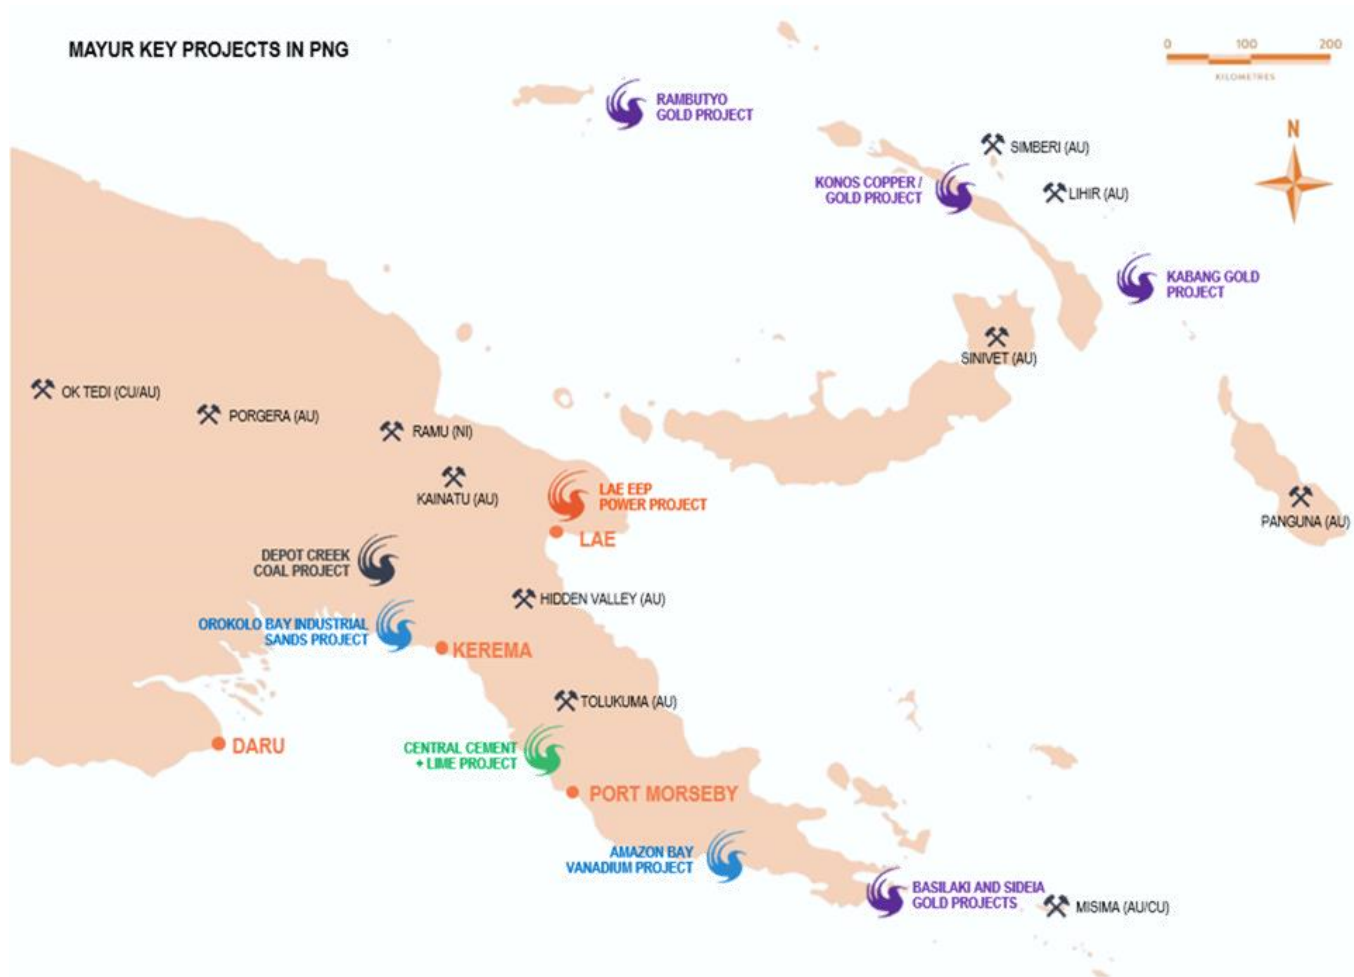 MAYUR KEY PROJECTS IN PNG
0 100 200
KILOMETRES
N
RAMBUTYO
GOLD PROJECT
SIMBERI (AU)
KONOS COPPER /
GOLD PROJECT
LIHIR (AU)
KABANG GOLD
PROJECT
SINIVET (AU)
OK TEDI (CU/AU)
PORGERA (AU)
RAMU (NI)
KAINATU (AU)
LAE EEP
POWER PROJECT
PANGUNA (AU)
LAE
DEPOT CREEK
COAL PROJECT
HIDDEN VALLEY (AU)
OROKOLO BAY INDUSTRIAL
SANDS PROJECT
KEREMA
TOLUKUMA (AU)
DARU
CENTRAL CEMENT
+ LIME PROJECT
PORT MORSEBY
AMAZON BAY
VANADIUM PROJECT
BASILAKI AND SIDEIA
GOLD PROJECTS
MISIMA (AU/CU)